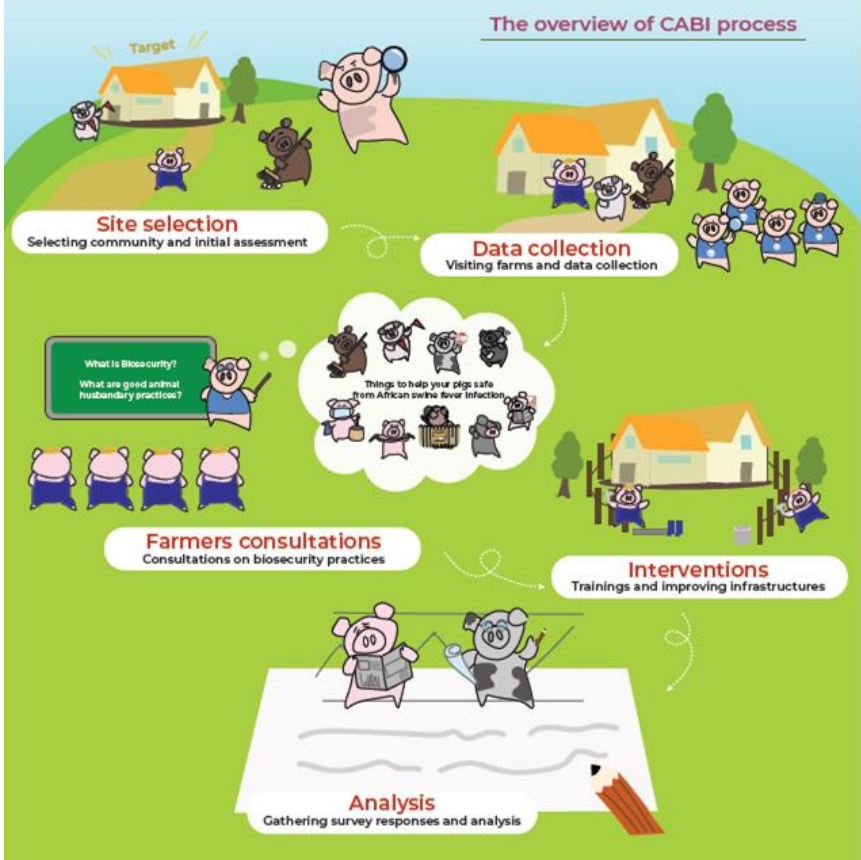 The overview of CABI process
Target
Site selection
Selecting community and initial assessment
Data collection
Visiting farms and data collection
What is Biosecurity?
What are good animal
husbandary practices?
Things to help your pigs safe
from African swine fever infection
Farmers consultations
Consultations on biosecurity practices
Interventions
Trainings and improving infrastructures
Analysis
Gathering survey responses and analysis